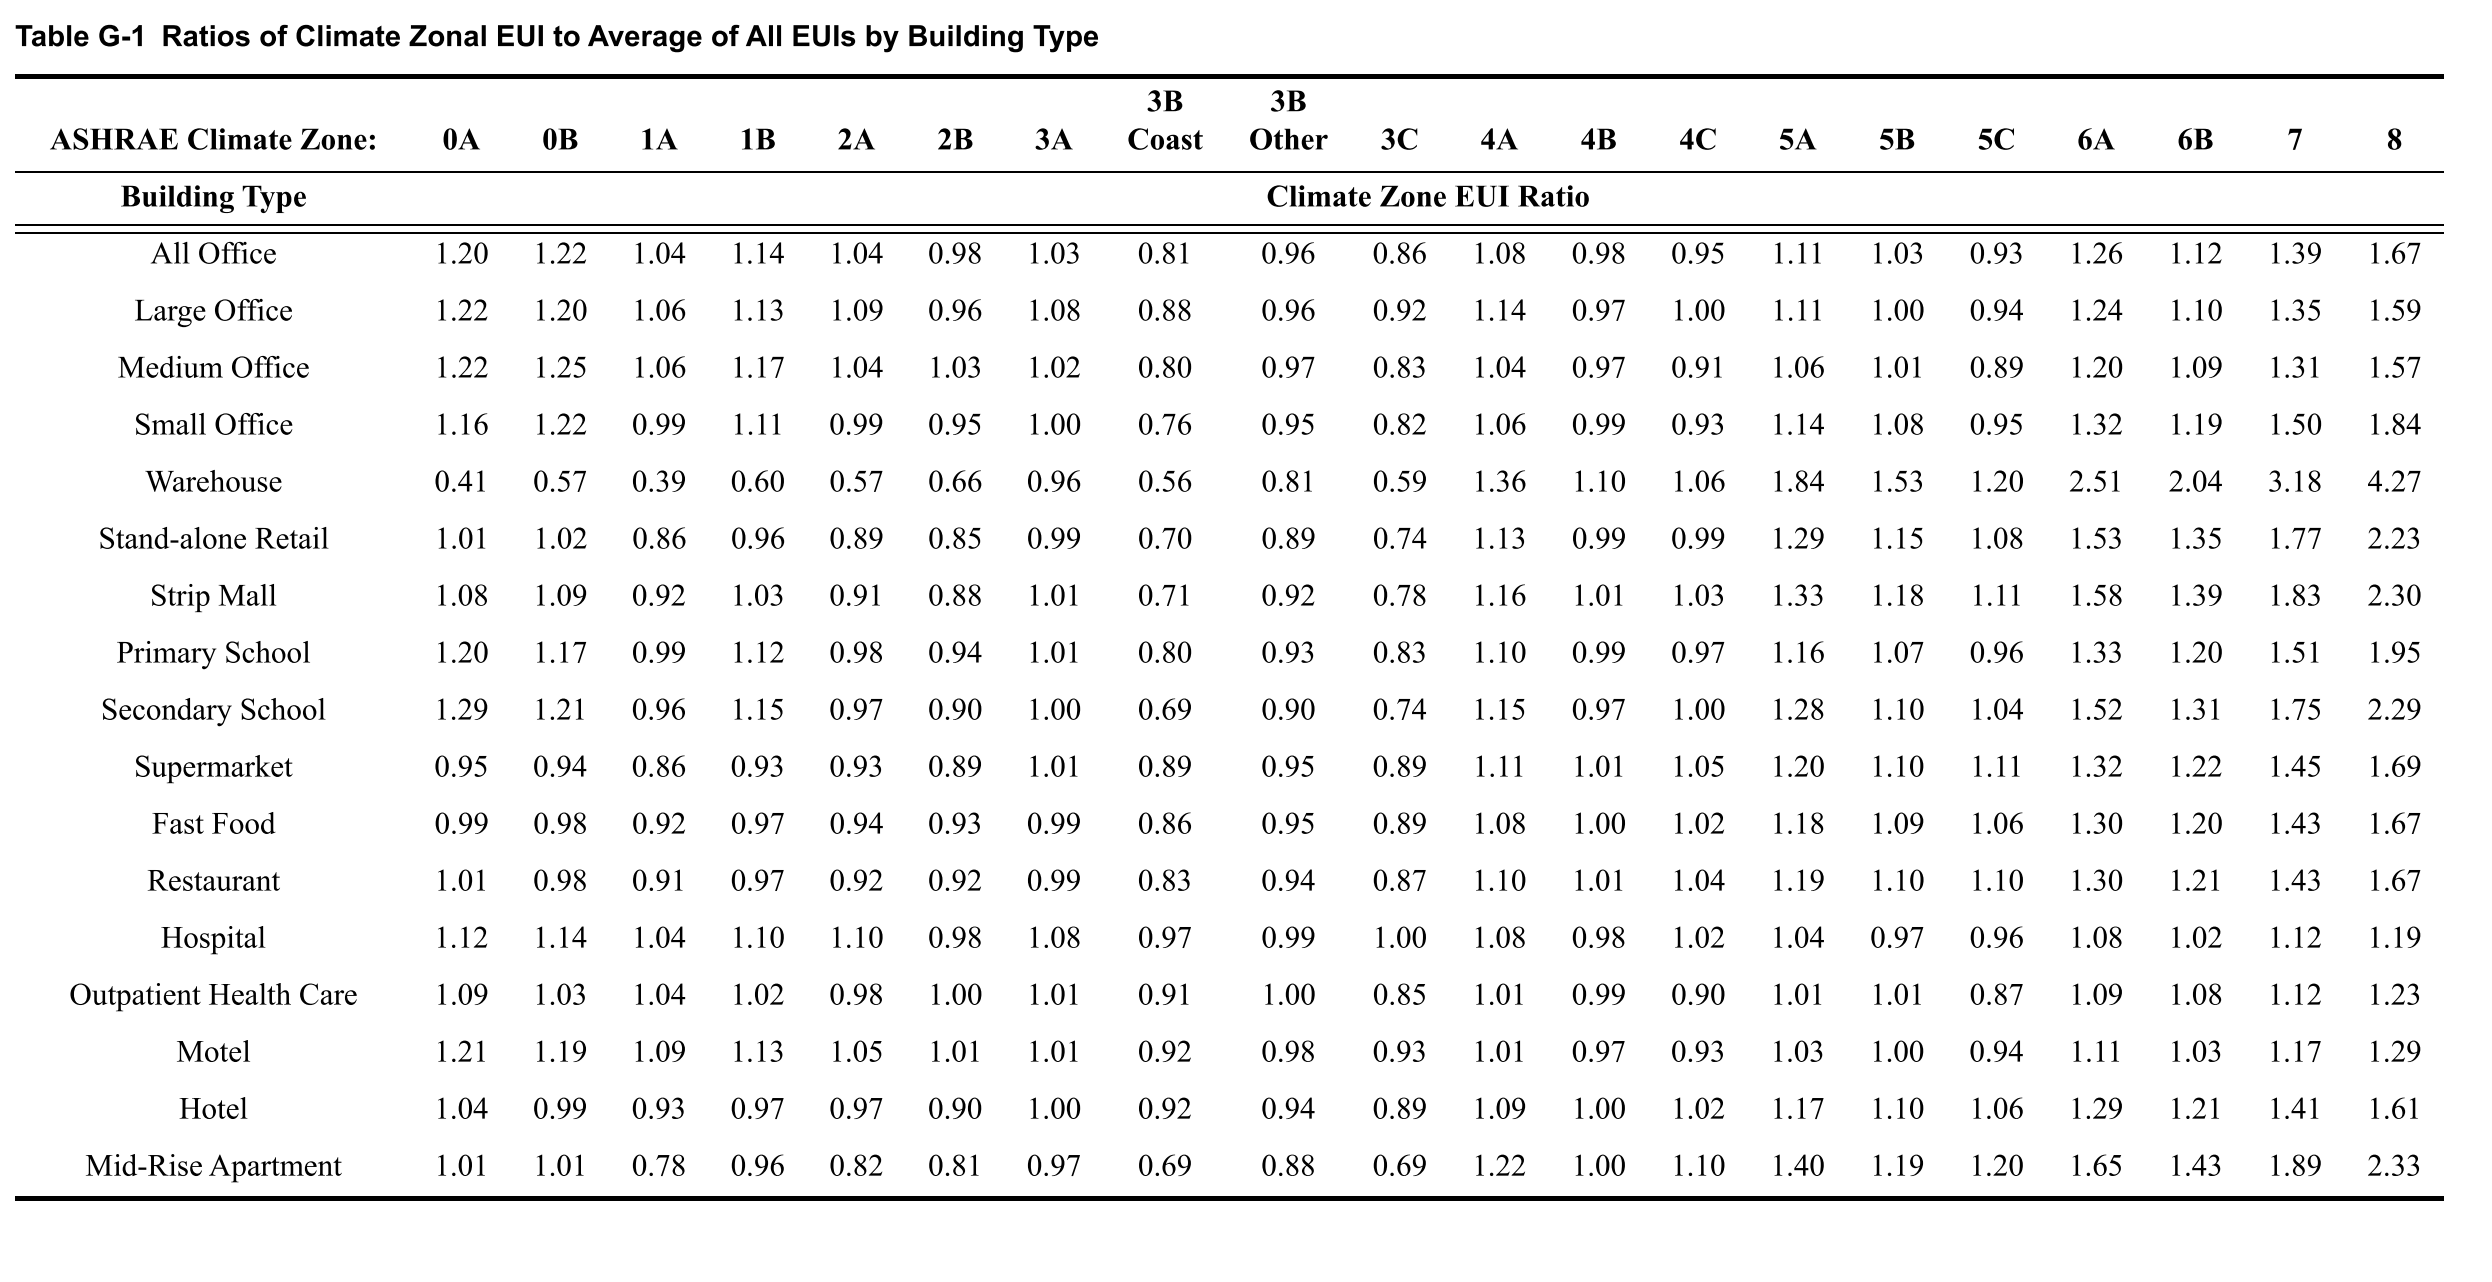 Table G-1 Ratios of Climate Zonal EUI to Average of All EUIs by Building Type
ASHRAE Climate Zone: 0A 0B 1A 1B 2A 2B 3A 3B Coast 3B Other 3C 4A 4B 4C 5A 5B 5C 6A 6B 7 8
Building Type Climate Zone EUI Ratio
All Office 1.20 1.22 1.04 1.14 1.04 0.98 1.03 0.81 0.96 0.86 1.08 0.98 0.95 1.11 1.03 0.93 1.26 1.12 1.39 1.67
Large Office 1.22 1.20 1.06 1.13 1.09 0.96 1.08 0.88 0.96 0.92 1.14 0.97 1.00 1.11 1.00 0.94 1.24 1.10 1.35 1.59
Medium Office 1.22 1.25 1.06 1.17 1.04 1.03 1.02 0.80 0.97 0.83 1.04 0.97 0.91 1.06 1.01 0.89 1.20 1.09 1.31 1.57
Small Office 1.16 1.22 0.99 1.11 0.99 0.95 1.00 0.76 0.95 0.82 1.06 0.99 0.93 1.14 1.08 0.95 1.32 1.19 1.50 1.84
Warehouse 0.41 0.57 0.39 0.60 0.57 0.66 0.96 0.56 0.81 0.59 1.36 1.10 1.06 1.84 1.53 1.20 2.51 2.04 3.18 4.27
Stand-alone Retail 1.01 1.02 0.86 0.96 0.89 0.85 0.99 0.70 0.89 0.74 1.13 0.99 0.99 1.29 1.15 1.08 1.53 1.35 1.77 2.23
Strip Mall 1.08 1.09 0.92 1.03 0.91 0.88 1.01 0.71 0.92 0.78 1.16 1.01 1.03 1.33 1.18 1.11 1.58 1.39 1.83 2.30
Primary School 1.20 1.17 0.99 1.12 0.98 0.94 1.01 0.80 0.93 0.83 1.10 0.99 0.97 1.16 1.07 0.96 1.33 1.20 1.51 1.95
Secondary School 1.29 1.21 0.96 1.15 0.97 0.90 1.00 0.69 0.90 0.74 1.15 0.97 1.00 1.28 1.10 1.04 1.52 1.31 1.75 2.29
Supermarket 0.95 0.94 0.86 0.93 0.93 0.89 1.01 0.89 0.95 0.89 1.11 1.01 1.05 1.20 1.10 1.11 1.32 1.22 1.45 1.69
Fast Food 0.99 0.98 0.92 0.97 0.94 0.93 0.99 0.86 0.95 0.89 1.08 1.00 1.02 1.18 1.09 1.06 1.30 1.20 1.43 1.67
Restaurant 1.01 0.98 0.91 0.97 0.92 0.92 0.99 0.83 0.94 0.87 1.10 1.01 1.04 1.19 1.10 1.10 1.30 1.21 1.43 1.67
Hospital 1.12 1.14 1.04 1.10 1.10 0.98 1.08 0.97 0.99 1.00 1.08 0.98 1.02 1.04 0.97 0.96 1.08 1.02 1.12 1.19
Outpatient Health Care 1.09 1.03 1.04 1.02 0.98 1.00 1.01 0.91 1.00 0.85 1.01 0.99 0.90 1.01 1.01 0.87 1.09 1.08 1.12 1.23
Motel 1.21 1.19 1.09 1.13 1.05 1.01 1.01 0.92 0.98 0.93 1.01 0.97 0.93 1.03 1.00 0.94 1.11 1.03 1.17 1.29
Hotel 1.04 0.99 0.93 0.97 0.97 0.90 1.00 0.92 0.94 0.89 1.09 1.00 1.02 1.17 1.10 1.06 1.29 1.21 1.41 1.61
Mid-Rise Apartment 1.01 1.01 0.78 0.96 0.82 0.81 0.97 0.69 0.88 0.69 1.22 1.00 1.10 1.40 1.19 1.20 1.65 1.43 1.89 2.33